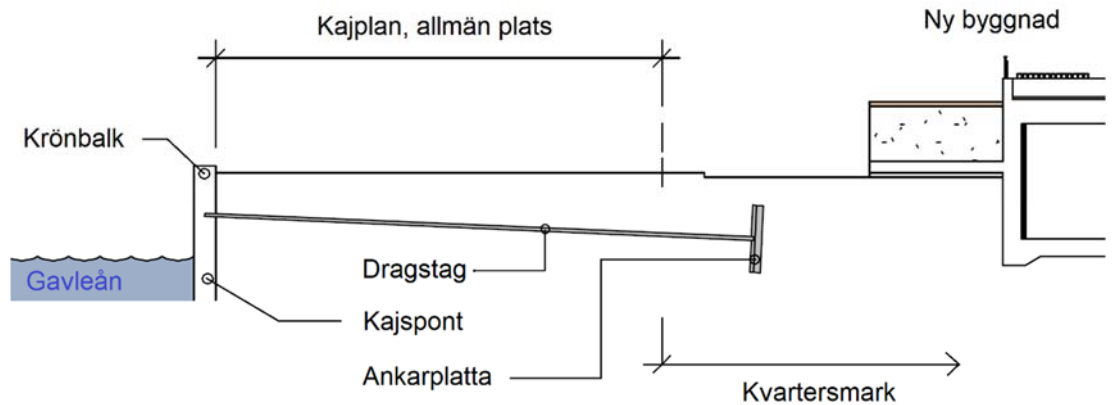 Kajplan, allmän plats
Ny byggnad
Krönbalk
Gavleån
Dragstag
Kajspont
Ankarplatta
Kvartersmark